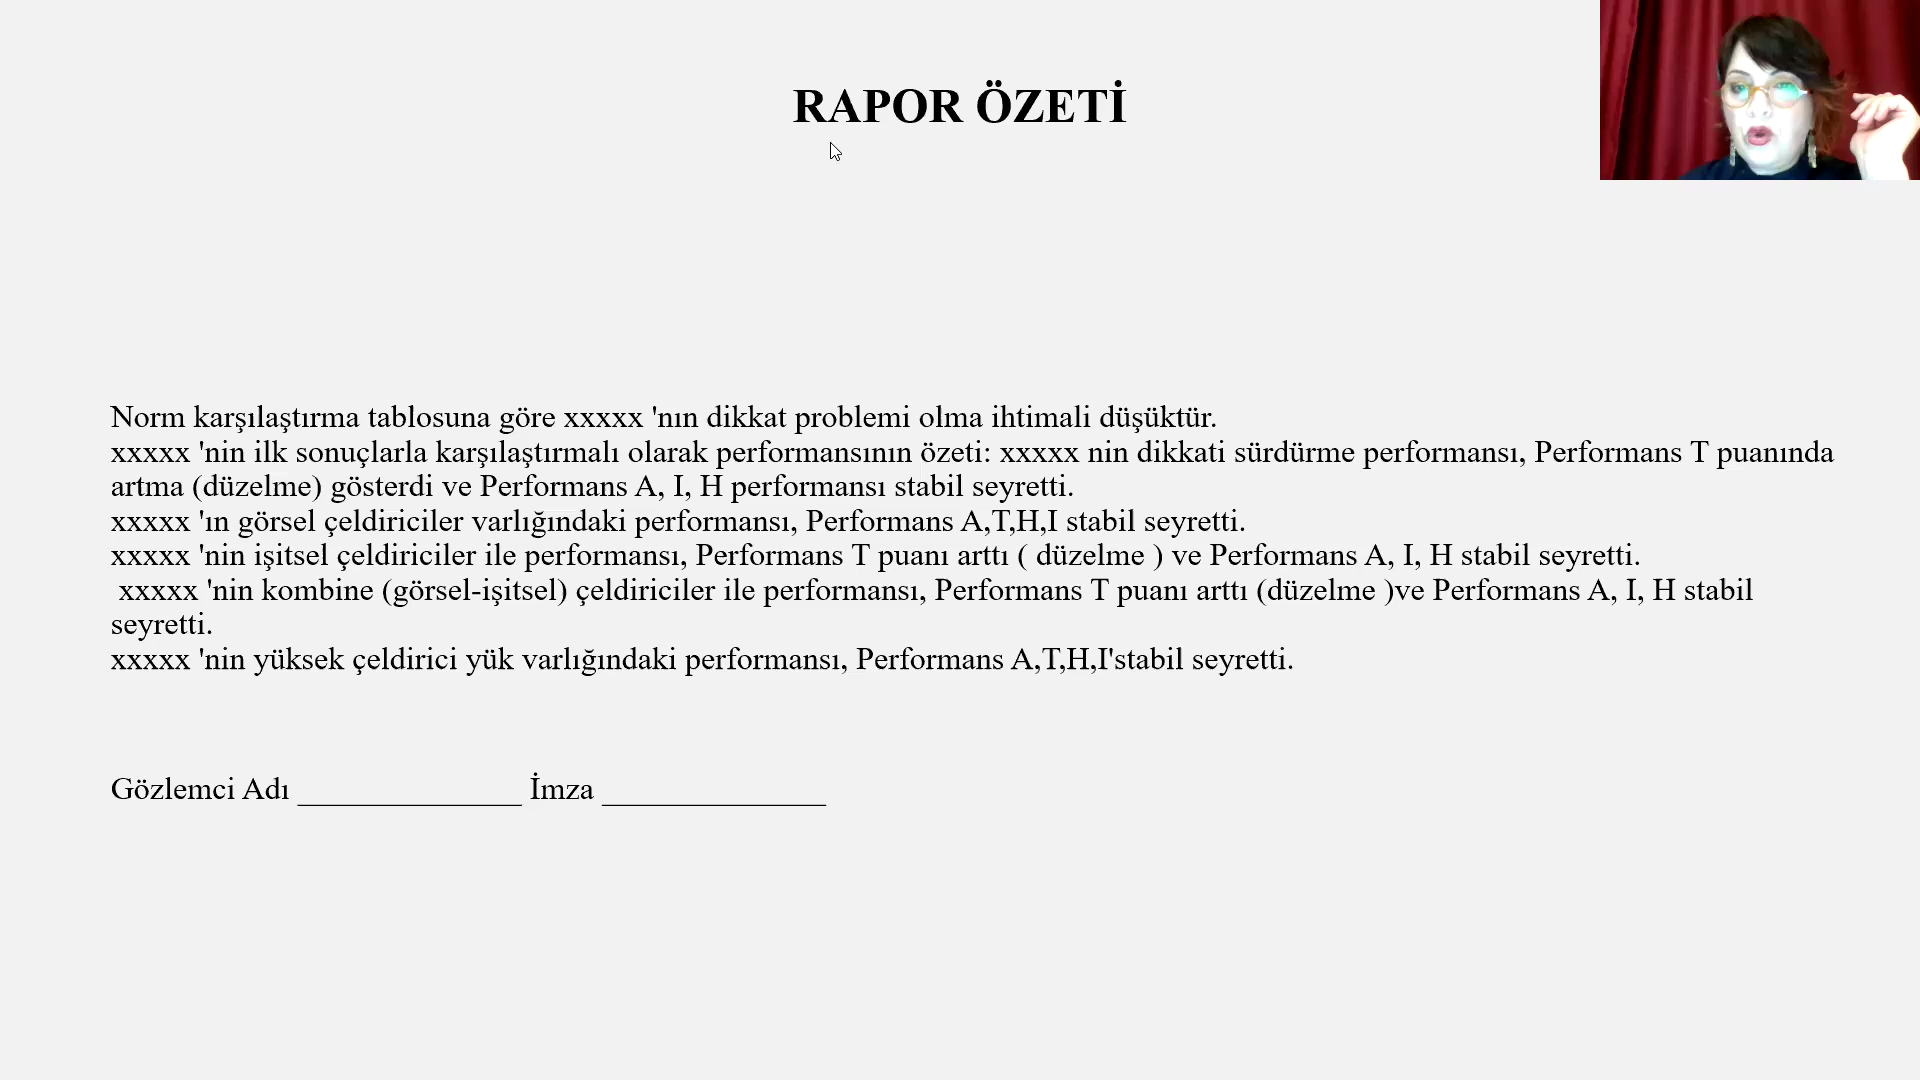 RAPOR ÖZETİ
Norm karşılaştırma tablosuna göre xxxxx 'nın dikkat problemi olma ihtimali düşüktür.
xxxxx 'nin ilk sonuçlarla karşılaştırmalı olarak performansının özeti: xxxxx nin dikkati sürdürme performansı, Performans T puanında
artma (düzelme) gösterdi ve Performans A, I, H performansı stabil seyretti.
xxxxx 'ın görsel çeldiriciler varlığındaki performansı, Performans A,T,H,I stabil seyretti.
xxxxx 'nin işitsel çeldiriciler ile performansı, Performans T puanı arttı ( düzelme ) ve Performans A, I, H stabil seyretti.
xxxxx 'nin kombine (görsel-işitsel) çeldiriciler ile performansı, Performans T puanı arttı (düzelme )ve Performans A, I, H stabil
seyretti.
xxxxx 'nin yüksek çeldirici yük varlığındaki performansı, Performans A,T,H,I'stabil seyretti.
Gözlemci Adı ______________ İmza ______________